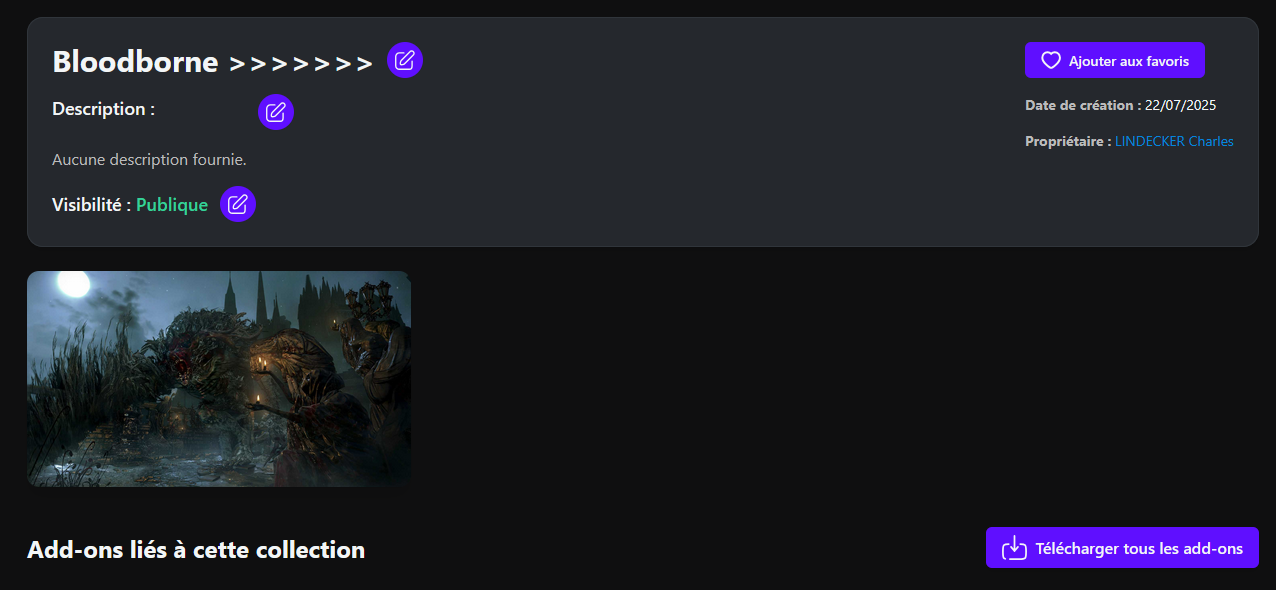 Bloodborne > > > > > > >
Ajouter aux favoris
Description :
Date de création : 22/07/2025
Propriétaire : LINDECKER Charles
Aucune description fournie.
Visibilité : Publique
Add-ons liés à cette collection
Télécharger tous les add-ons